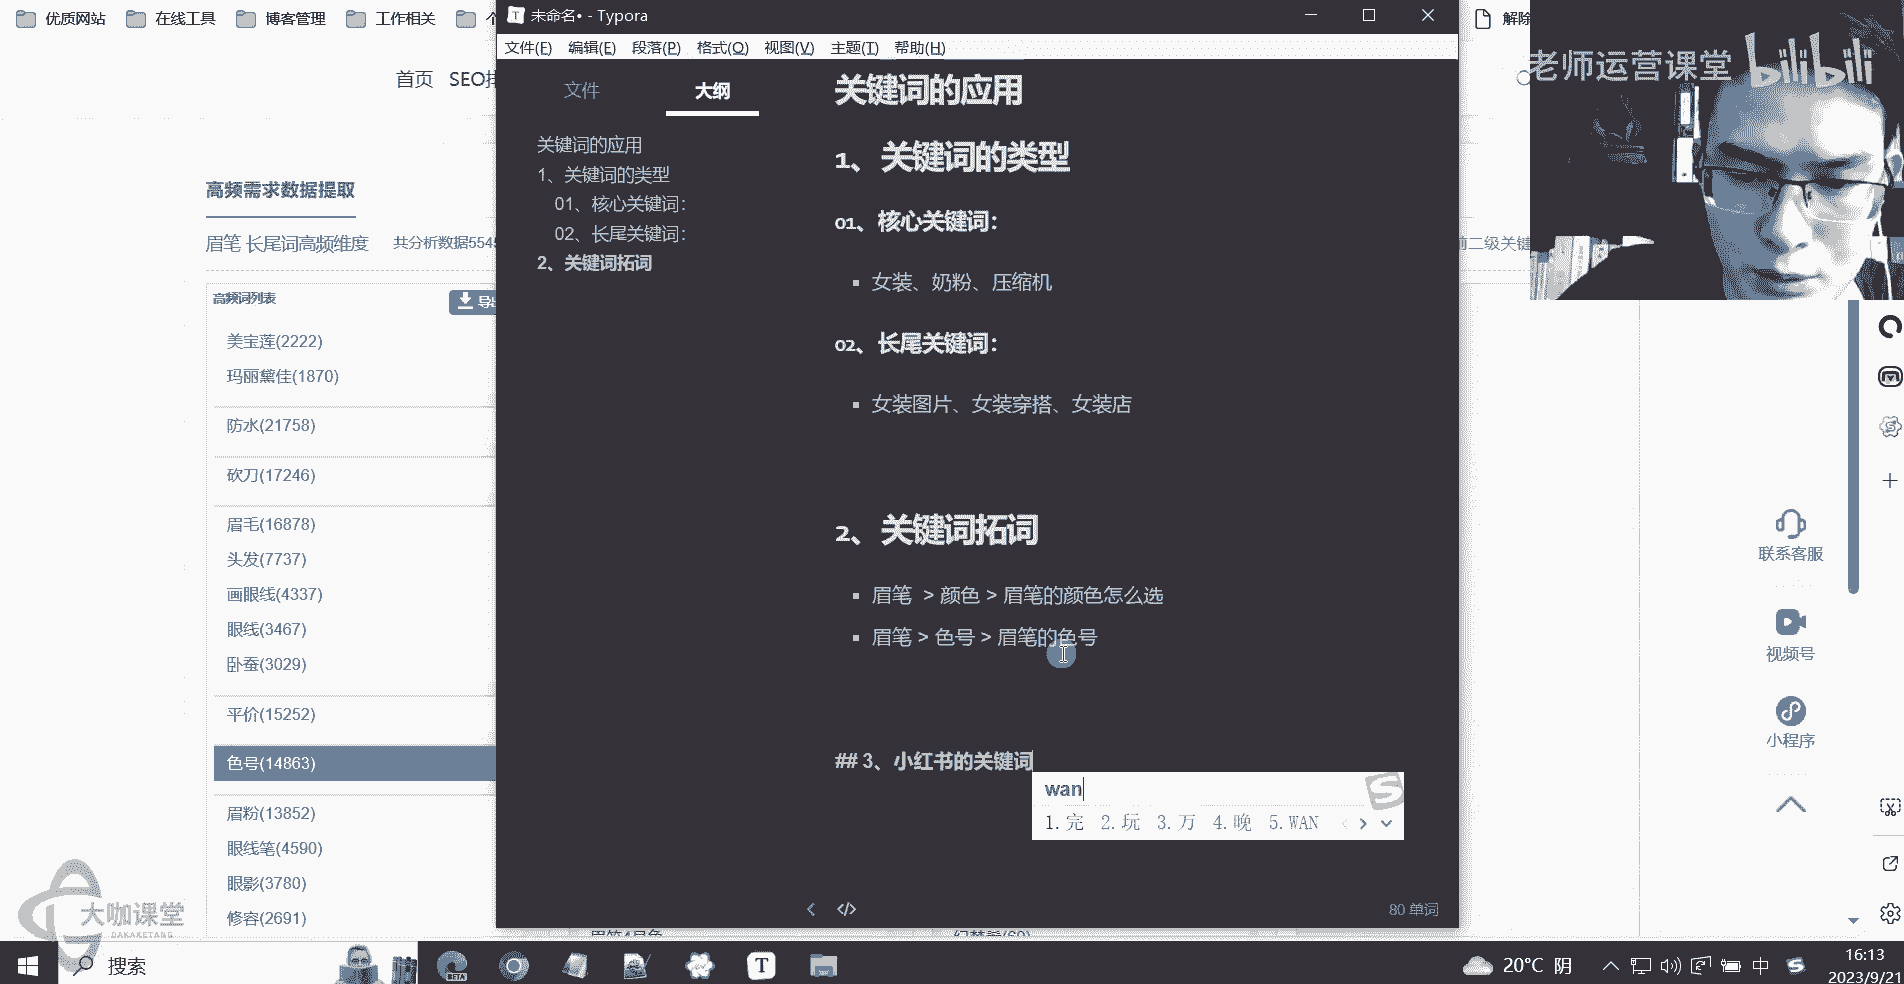 优质网站 在线工具 博客管理 工作相关
未命名• - Typora
解除
文件(F) 编辑(E) 段落(P) 格式(O) 视图(V) 主题(T) 帮助(H)
老师运营课堂 bilibili
首页 SEO
文件 大纲
关键词的应用
1、关键词的类型
01、核心关键词：
02、长尾关键词：
2、关键词拓词
关键词的应用
1、 关键词的类型
01、核心关键词：
女装、奶粉、压缩机
02、长尾关键词：
女装图片、女装穿搭、女装店
2、 关键词拓词
眉笔 > 颜色 > 眉笔的颜色怎么选
眉笔 > 色号 > 眉笔的色号
## 3、小红书的关键词
wan
1.完 2.玩 3.万 4.晚 5.WAN
80 单词
高频需求数据提取
眉笔 长尾词高频维度 共分析数据554
二级关键
高频词列表
美宝莲(2222)
玛丽黛佳(1870)
防水(21758)
砍刀(17246)
眉毛(16878)
头发(7737)
画眼线(4337)
眼线(3467)
卧蚕(3029)
平价(15252)
色号(14863)
眉粉(13852)
眼线笔(4590)
眼影(3780)
修容(2691)
联系客服
视频号
小程序
大咖课堂
DAKAKETANG
搜索
BETA
20°C 阴
中
16:13
2023/9/21